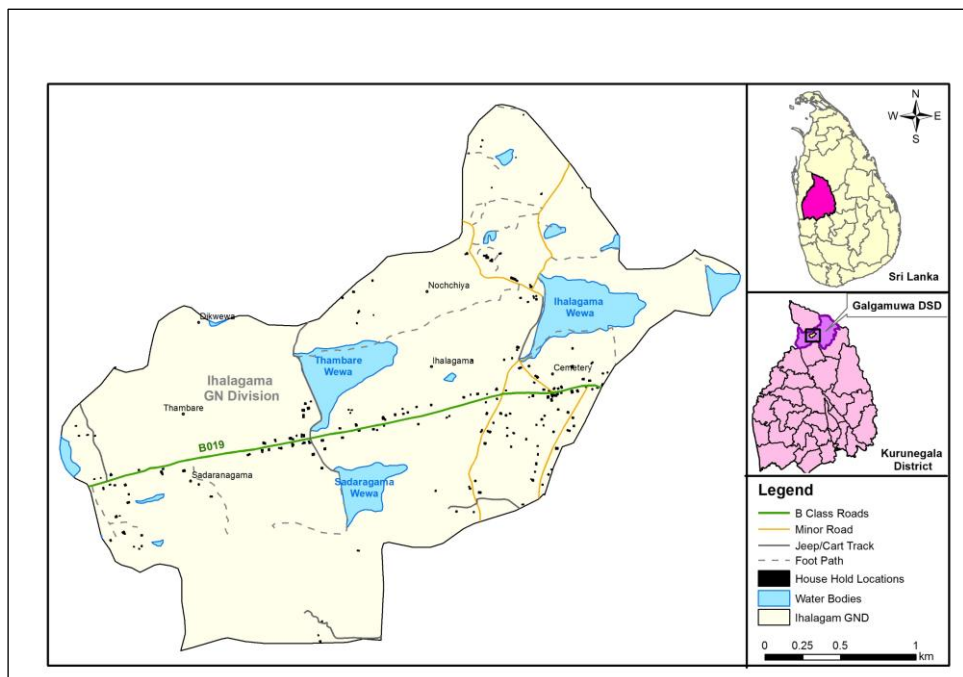 Nochchiya
Ihalagama
Wewa
Dikwewa
Thambare
Wewa
Ihalagama
Cemetery
Ihalagama
GN Division
Thambare
B019
Sadaranagama
Sadaragama
Wewa
N
W
E
S
Sri Lanka
Galgamuwa DSD
Kurunegala
District
Legend
B Class Roads
Minor Road
Jeep/Cart Track
Foot Path
House Hold Locations
Water Bodies
Ihalagam GND
0 0.25 0.5 1
km